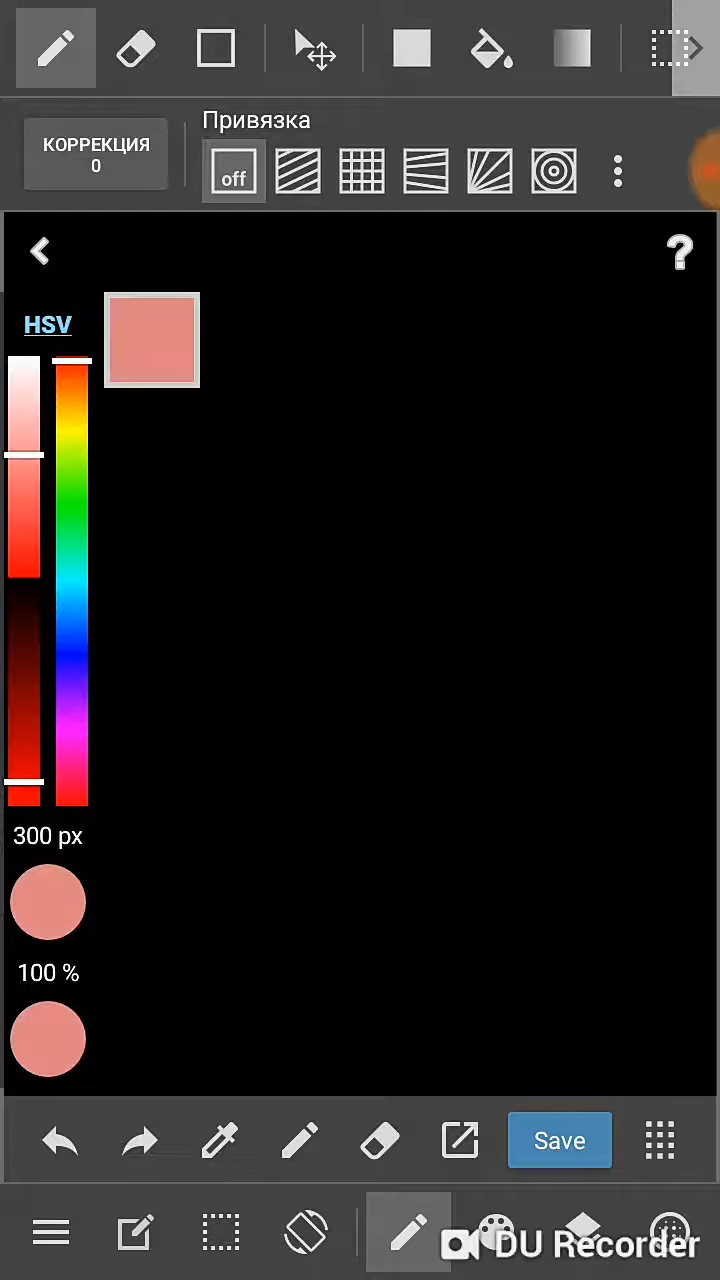 Привязка
КОРРЕКЦИЯ
0
off
?
HSV
300 px
100 %
Save
DU Recorder